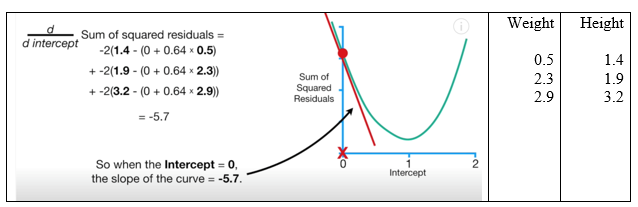 d
d intercept
Sum of squared residuals =
-2(1.4 - (0 + 0.64 × 0.5)
+ -2(1.9 - (0 + 0.64 × 2.3))
+ -2(3.2 - (0 + 0.64 × 2.9))
= -5.7
So when the Intercept = 0,
the slope of the curve = -5.7.
Sum of
Squared
Residuals
i
0
1
2
Intercept
Weight Height
0.5 1.4
2.3 1.9
2.9 3.2